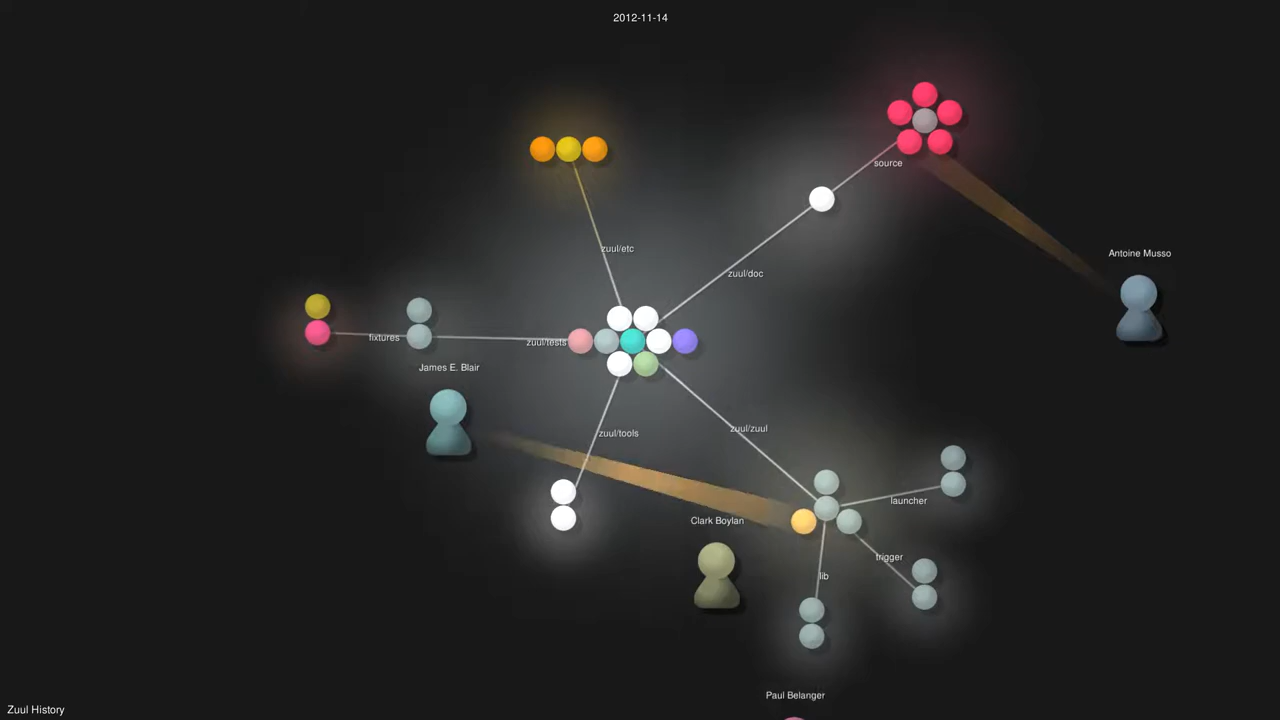 2012-11-14
source
zuul/etc
Antoine Musso
zuul/doc
fixtures
zuul/tests
James E. Blair
zuul/tools
zuul/zuul
launcher
Clark Boylan
trigger
lib
Paul Belanger
Zuul History